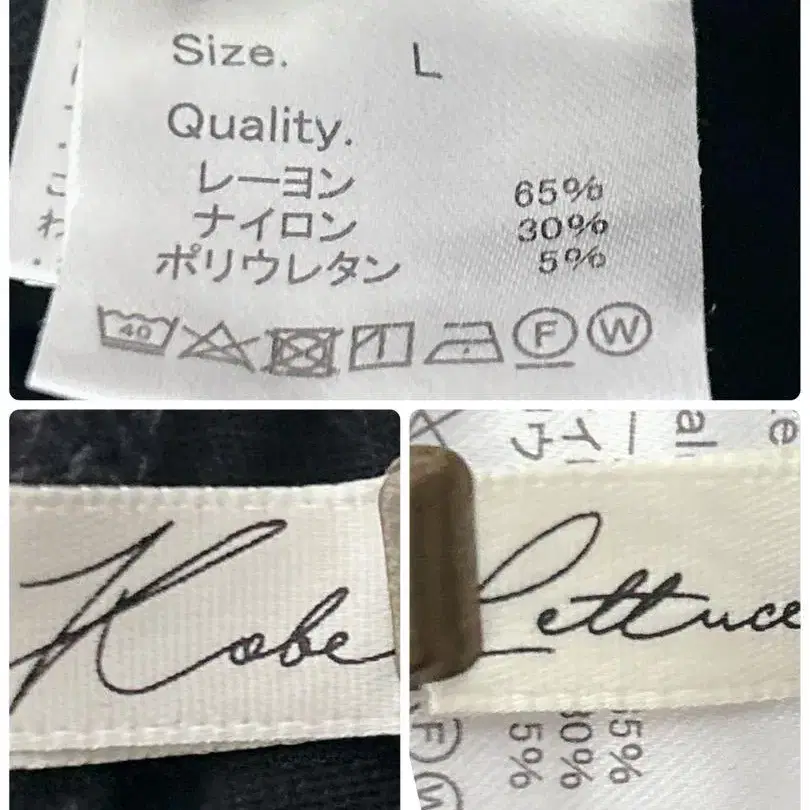 Size. L
Quality.
レーヨン 65%
ナイロン 30%
ポリウレタン 5%
40 F W
Kobe
Lettuce